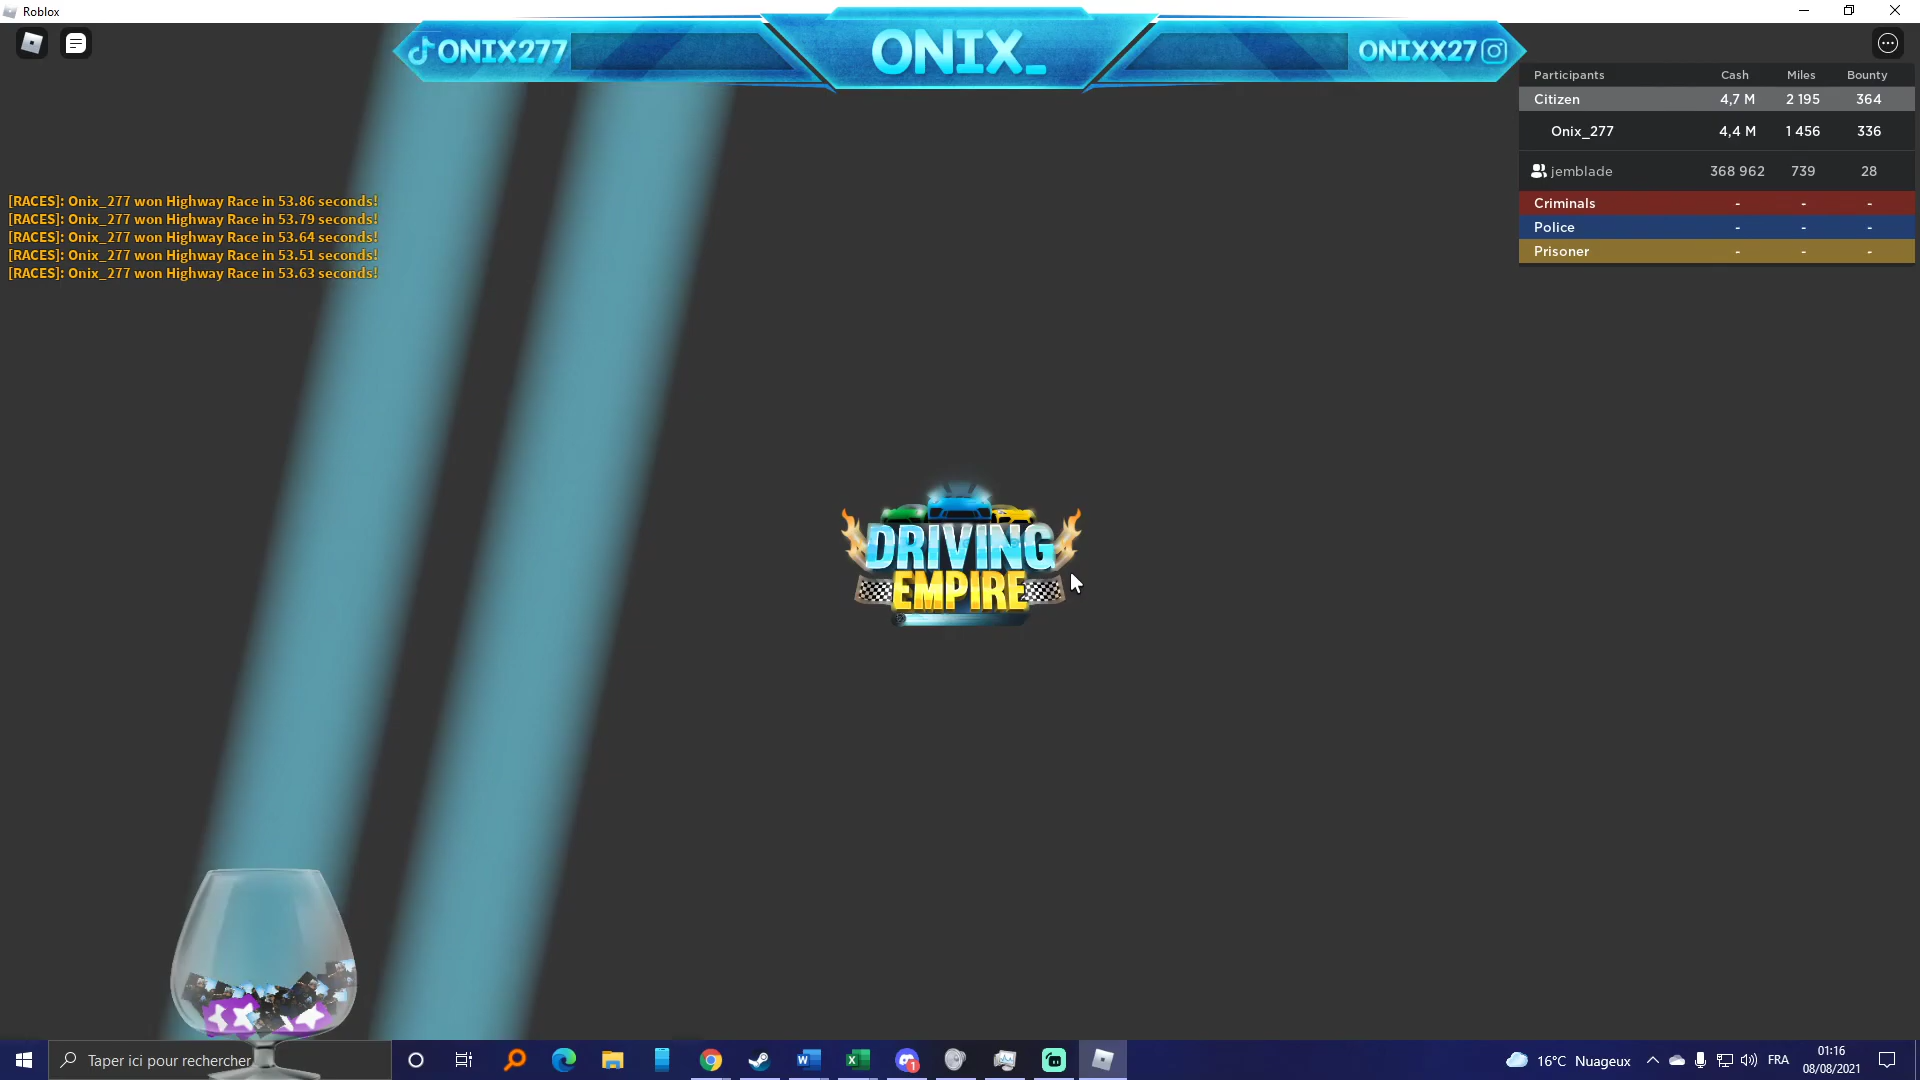 Roblox
ONIX277
ONIX_
ONIXX27
Participants Cash Miles Bounty
Citizen 4,7 M 2 195 364
Onix_277 4,4 M 1 456 336
jemblade 368 962 739 28
Criminals - - -
Police - - -
Prisoner - - -
[RACES]: Onix_277 won Highway Race in 53.86 seconds!
[RACES]: Onix_277 won Highway Race in 53.79 seconds!
[RACES]: Onix_277 won Highway Race in 53.64 seconds!
[RACES]: Onix_277 won Highway Race in 53.51 seconds!
[RACES]: Onix_277 won Highway Race in 53.63 seconds!
DRIVING
EMPIRE
Taper ici pour rechercher
1
16°C Nuageux
FRA
01:16
08/08/2021